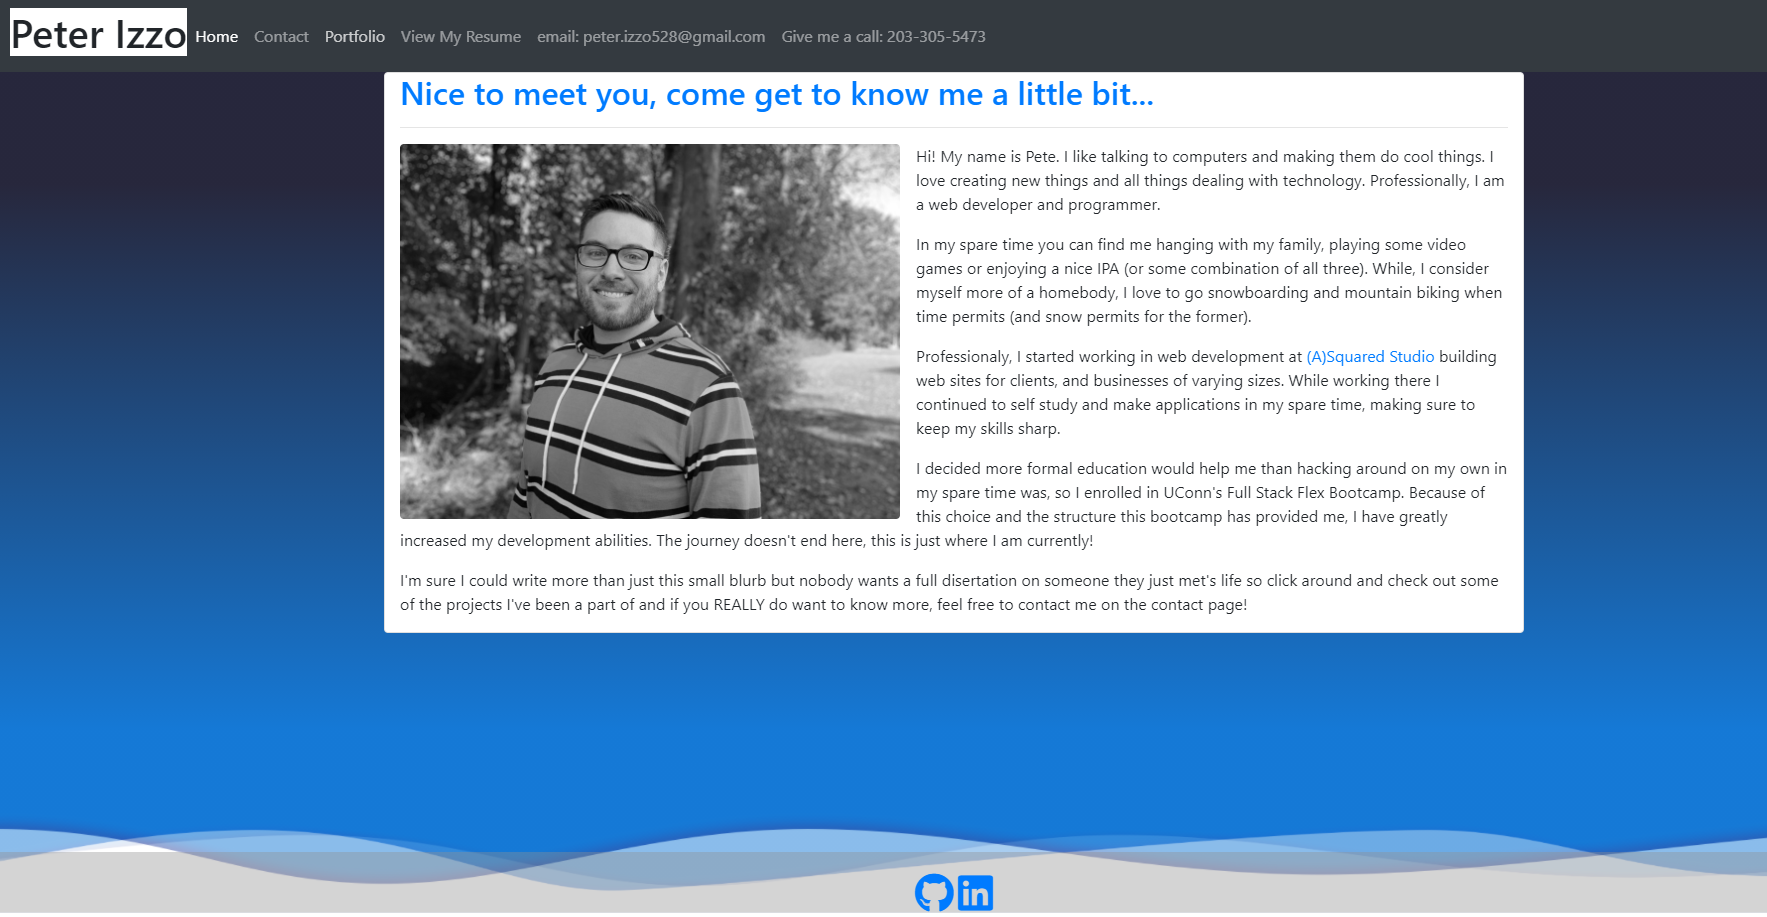 Peter Izzo Home Contact Portfolio View My Resume email: peter.izzo528@gmail.com Give me a call: 203-305-5473
Nice to meet you, come get to know me a little bit...
Hi! My name is Pete. I like talking to computers and making them do cool things. I
love creating new things and all things dealing with technology. Professionally, I am
a web developer and programmer.
In my spare time you can find me hanging with my family, playing some video
games or enjoying a nice IPA (or some combination of all three). While, I consider
myself more of a homebody, I love to go snowboarding and mountain biking when
time permits (and snow permits for the former).
Professionaly, I started working in web development at (A)Squared Studio building
web sites for clients, and businesses of varying sizes. While working there I
continued to self study and make applications in my spare time, making sure to
keep my skills sharp.
I decided more formal education would help me than hacking around on my own in
my spare time was, so I enrolled in UConn's Full Stack Flex Bootcamp. Because of
this choice and the structure this bootcamp has provided me, I have greatly
increased my development abilities. The journey doesn't end here, this is just where I am currently!
I'm sure I could write more than just this small blurb but nobody wants a full disertation on someone they just met's life so click around and check out some
of the projects I've been a part of and if you REALLY do want to know more, feel free to contact me on the contact page!
in